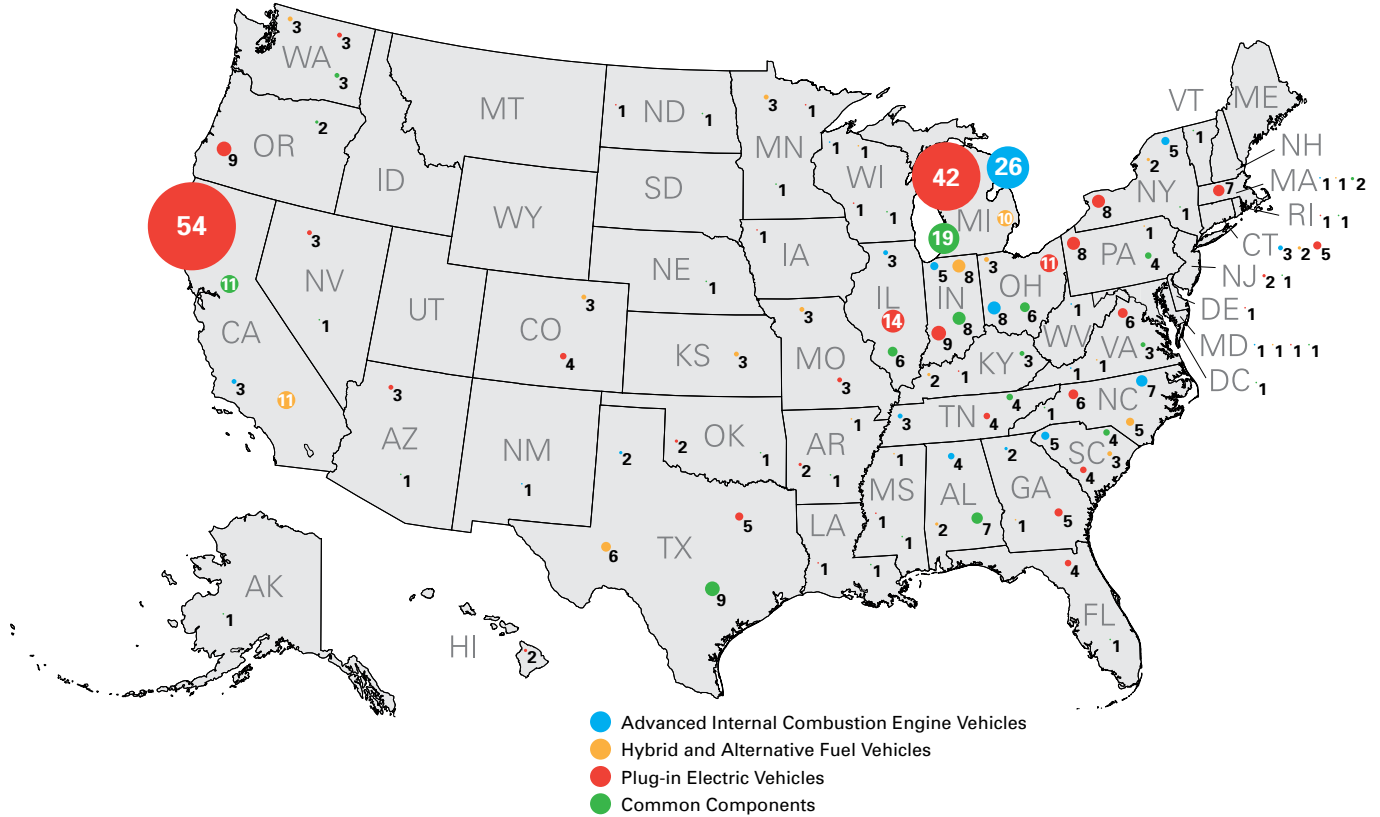 3
3
WA
3
MT
1 ND 1
3 1
MN
1
VT ME
NH
MA 1 1 2
RI 1 1
CT 3 2 5
NJ 2 1
DE 1
MD 1 1 1 1
DC 1
2
OR
9
ID
SD
WY
1 1
WI
1 1
42
26
MI 10
19
5 1
2
NY
8 1
7
54
11
CA
3
11
3
NV
1
UT
3
CO
4
NE
1
1 IA
3
IL
14
6
5 8
IN
8
9
3
OH
11
8 6
1
8 PA
4
1
WV
6
VA 3
1 1
KS 3
3
MO
3
2 1 KY 3
3 TN 4
4
1 6 NC 7
5
3
AZ
1
NM
1
2 OK
1
1
AR
2 1
5 4
SC 3
4
2
TX 5
6
9
LA
1 1
1
MS
1
1
4
AL
2 7
2
GA
1 5
4
FL
1
AK
1
HI
2
Advanced Internal Combustion Engine Vehicles
Hybrid and Alternative Fuel Vehicles
Plug-in Electric Vehicles
Common Components